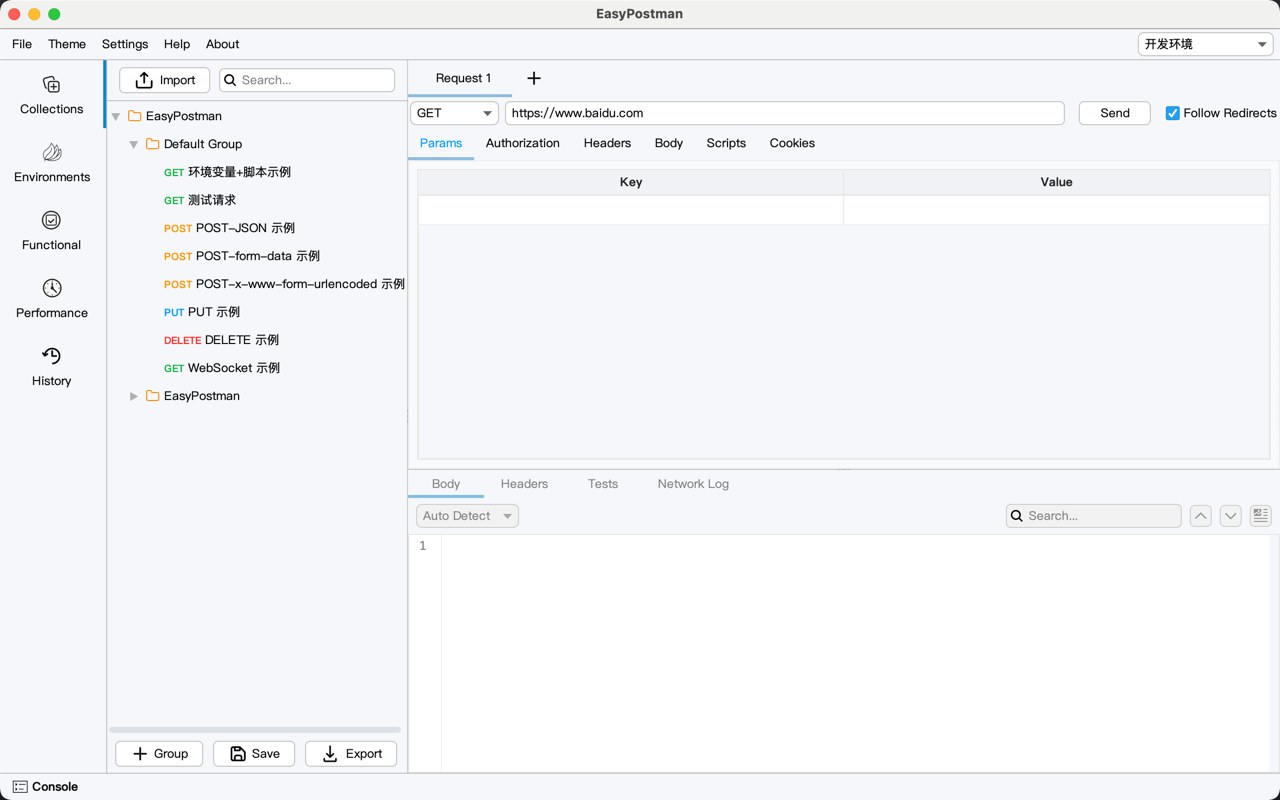 EasyPostman
File Theme Settings Help About
开发环境
Collections
Environments
Functional
Performance
History
Import
Search...
EasyPostman
Default Group
GET 环境变量+脚本示例
GET 测试请求
POST POST-JSON 示例
POST POST-form-data 示例
POST POST-x-www-form-urlencoded 示例
PUT PUT 示例
DELETE DELETE 示例
GET WebSocket 示例
EasyPostman
Group Save Export
Request 1
GET https://www.baidu.com Send Follow Redirects
Params Authorization Headers Body Scripts Cookies
Key Value
Body Headers Tests Network Log
Auto Detect Search...
1
Console